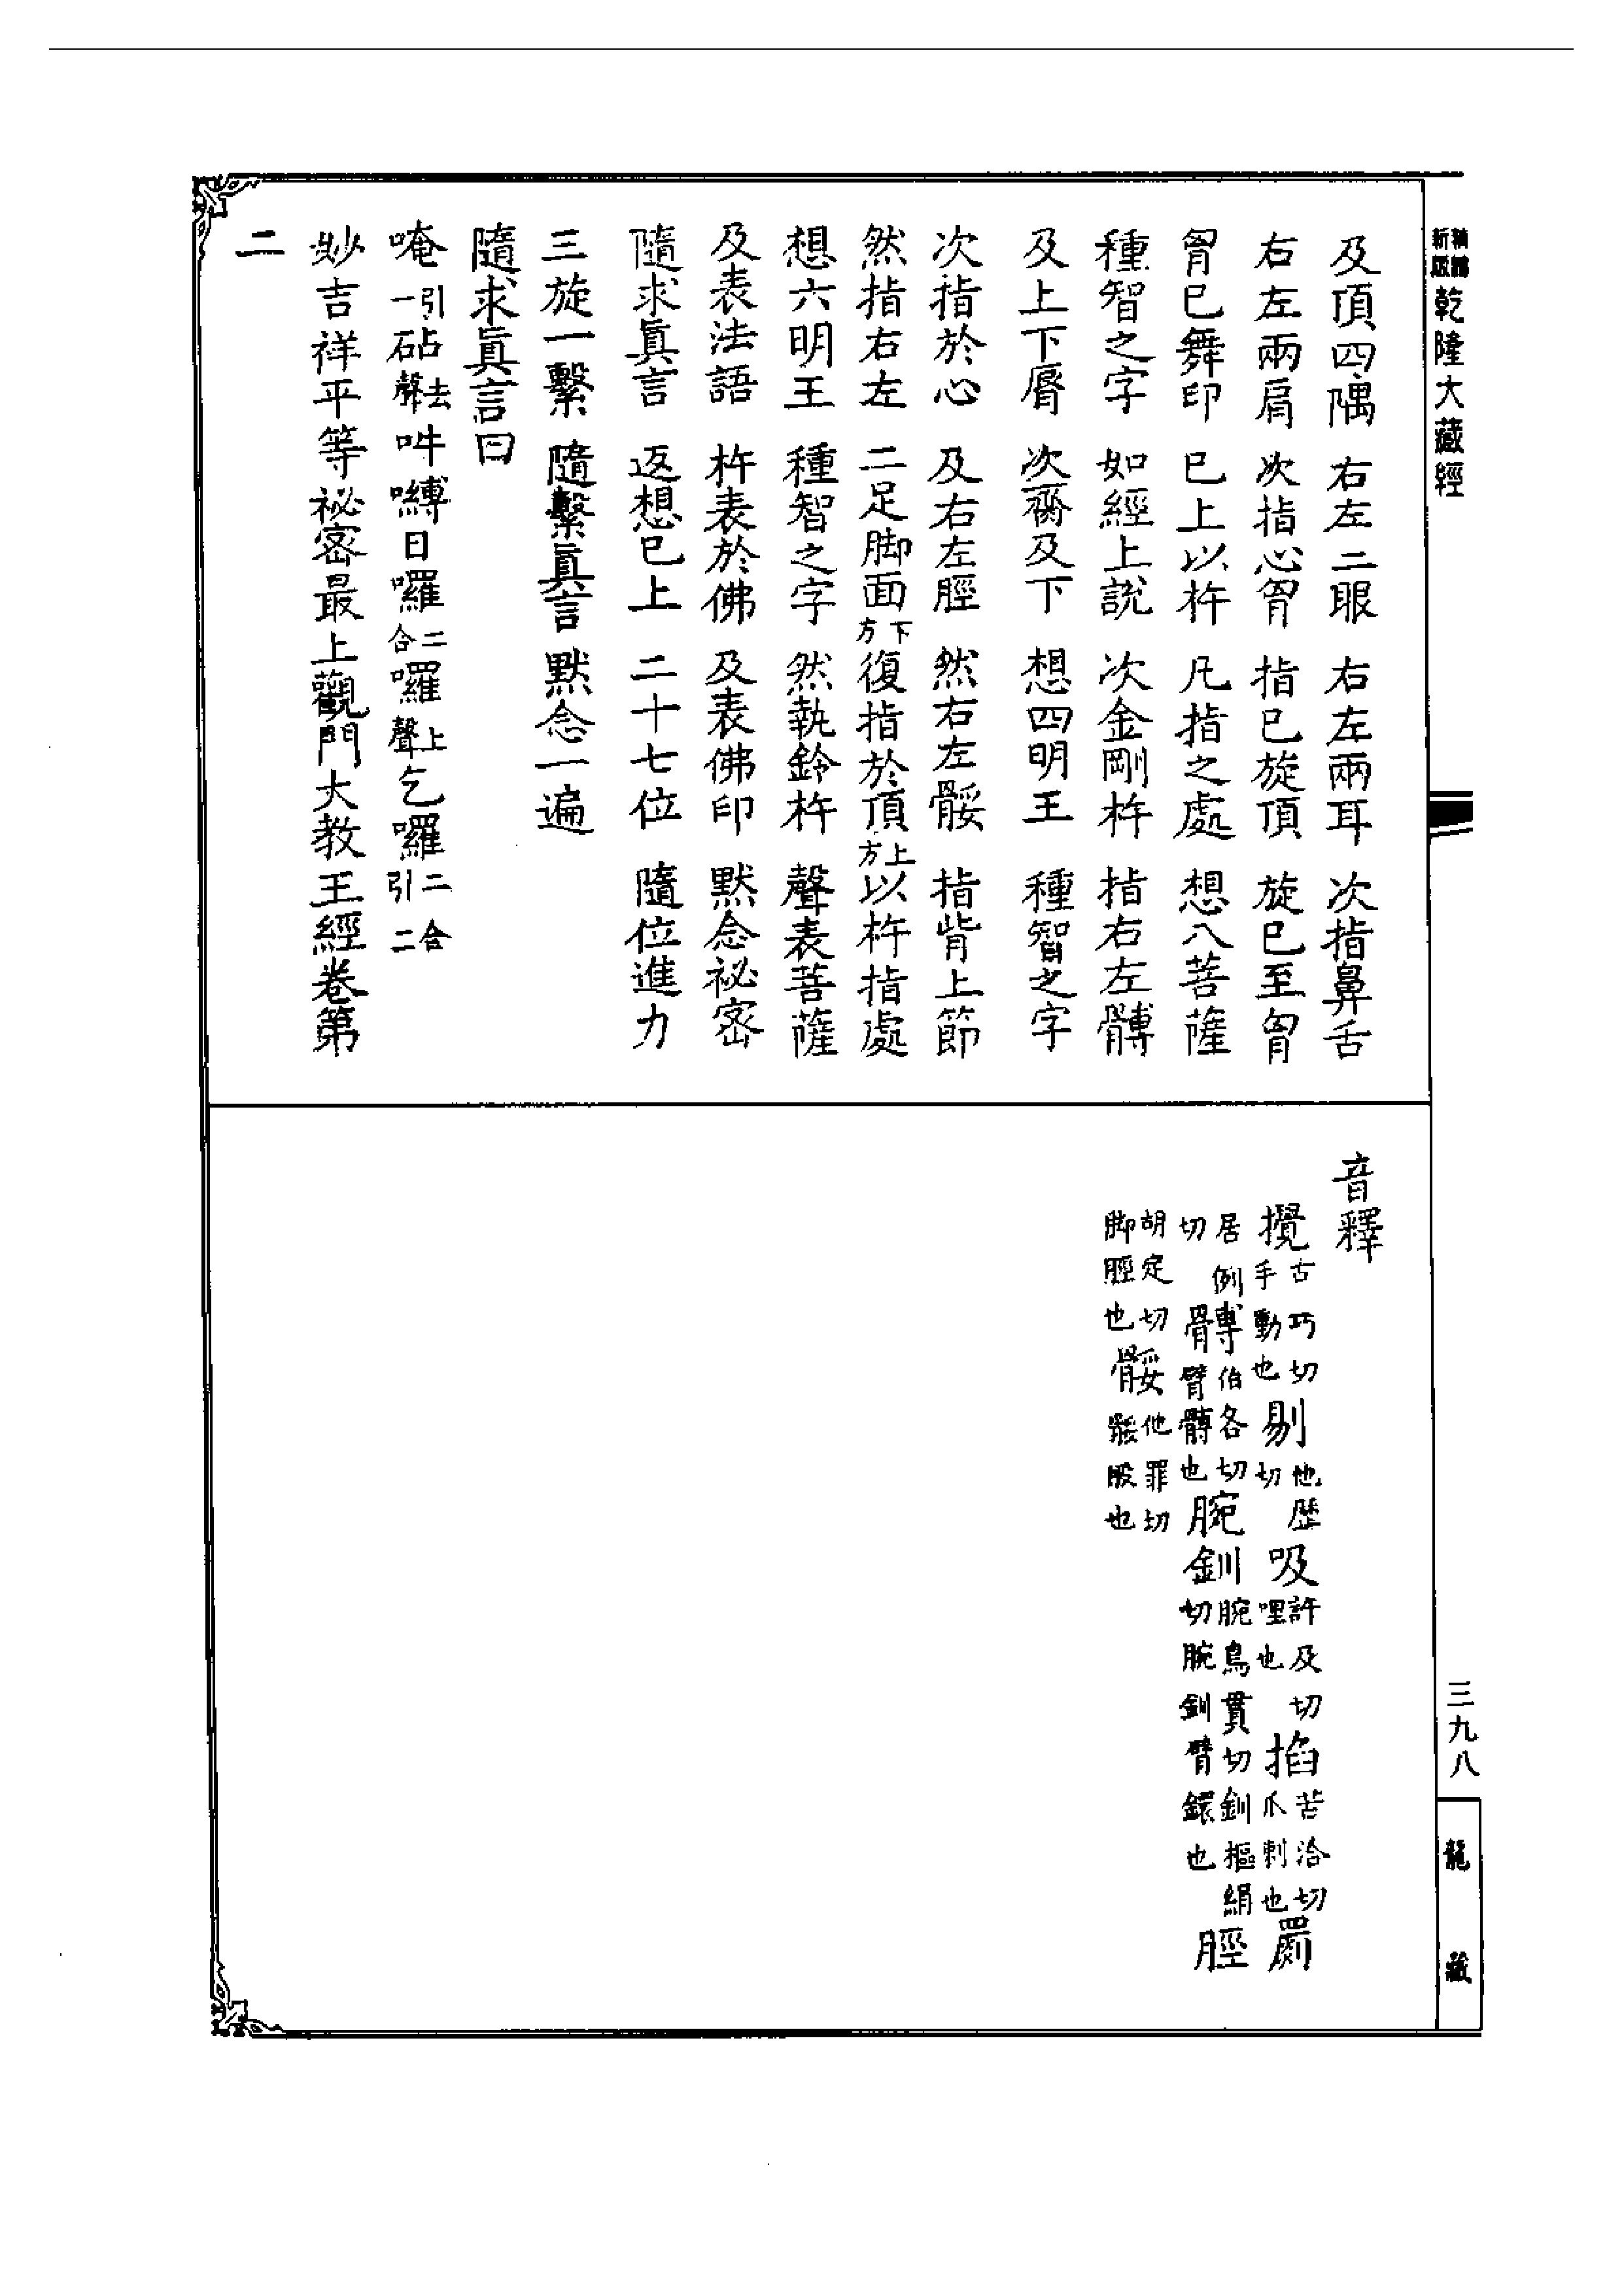 新編縮版乾隆大藏經
及頂四隅 右左二眼 右左兩耳 次指鼻舌
右左兩肩 次指心胷 指已旋頂 旋已至胷
胷已舞印 已上以杵 凡指之處 想八菩薩
種智之字 如經上說 次金剛杵 指右左髆
及上下脣 次臍及下 想四明王 種智之字
次指於心 及右左脛 然右左骽 指背上節
然指右左 二足脚面下方 復指於頂上方 以杵指處
想六明王 種智之字 然執鈴杵 聲表菩薩
及表法語 杵表於佛 及表佛印 默念祕密
隨求眞言 返想已上 二十七位 隨位進力
三旋一繫 隨繫眞言 默念一遍
隨求眞言曰
唵引一砧去聲吽嚩日囉二合囉上聲乞囉二合引二
妙吉祥平等祕密最上觀門大教王經卷第
二
音釋
攪古巧切手動也剔他歷切吸許及切哩也掐苦洽切爪刺也罽
居例切髆伯各切臂髆也腕釧腕烏貫切釧樞絹切腕釧臂鐶也脛
胡定切脚脛也骽他罪切骽股也
三九八
龍藏